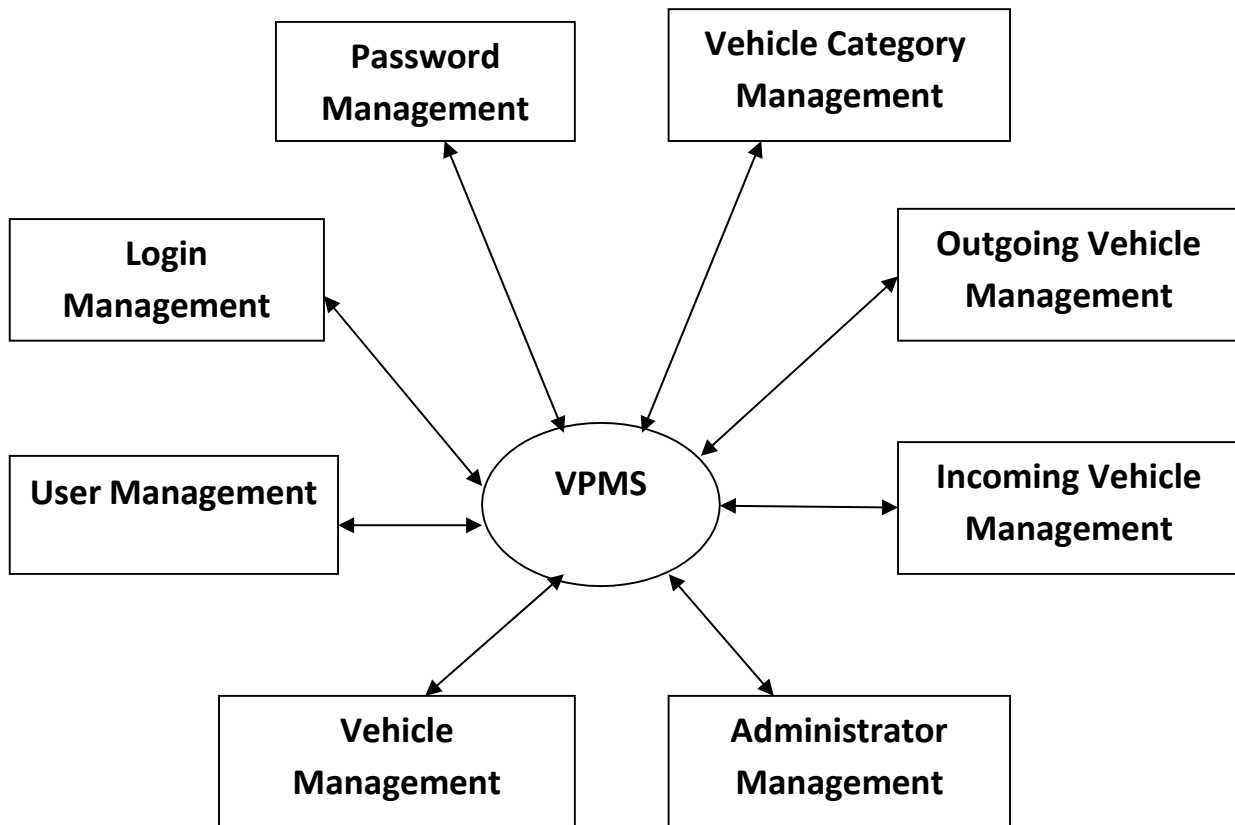 Password
Management
Vehicle Category
Management
Login
Management
Outgoing Vehicle
Management
User Management
VPMS
Incoming Vehicle
Management
Vehicle
Management
Administrator
Management